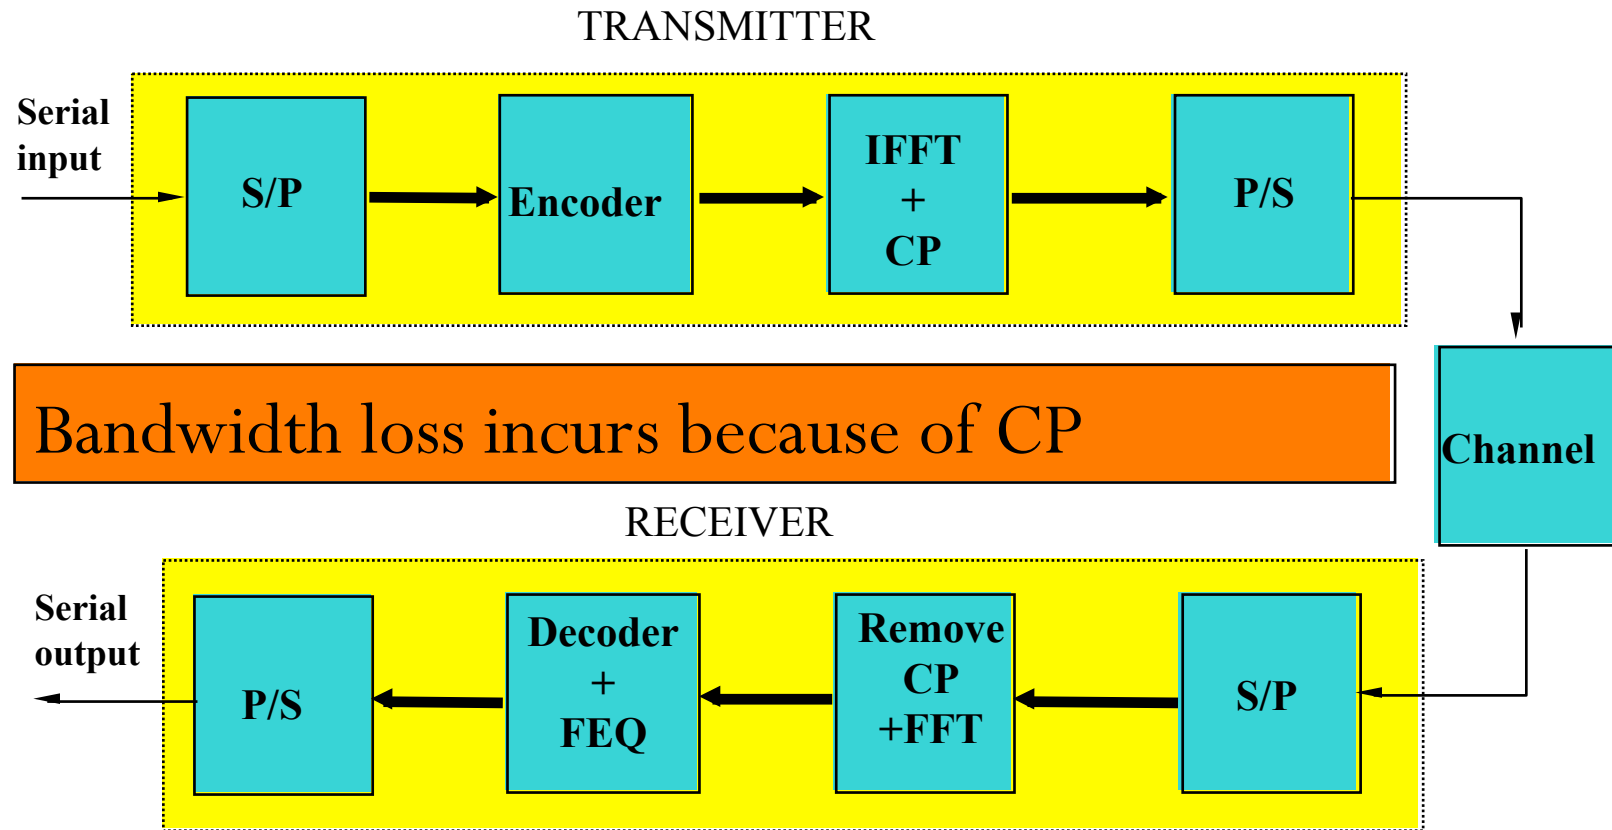 TRANSMITTER
Serial
input
S/P
Encoder
IFFT
+
CP
P/S
Bandwidth loss incurs because of CP
Channel
RECEIVER
Serial
output
P/S
Decoder
+
FEQ
Remove
CP
+FFT
S/P